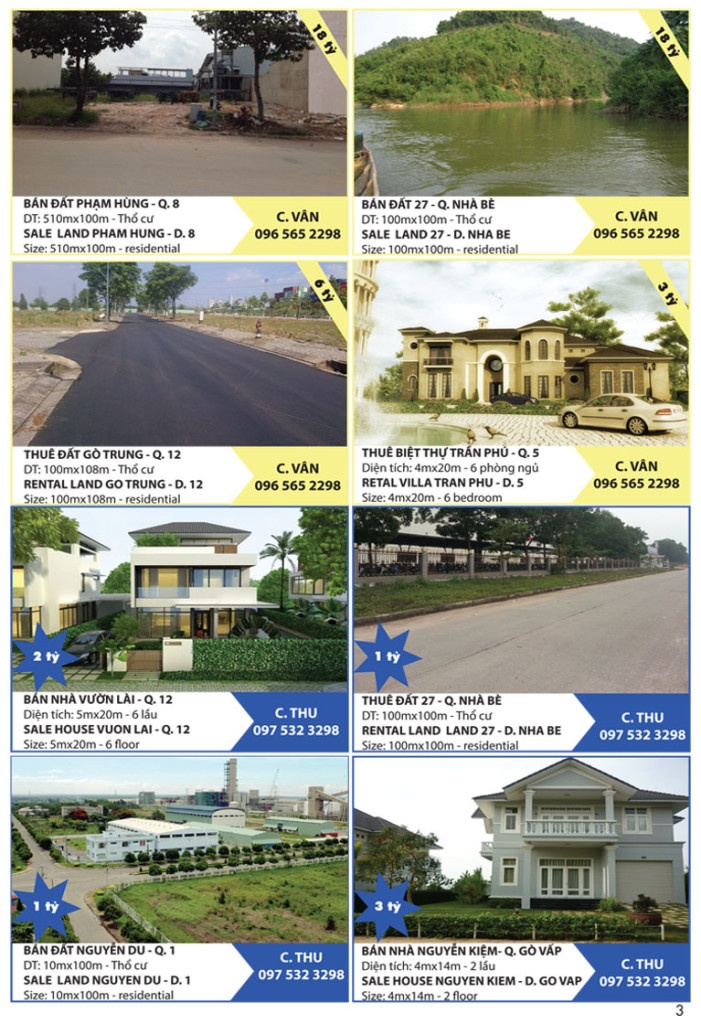 18 tỷ
BÁN ĐẤT PHẠM HÙNG - Q. 8
DT: 510mx100m - Thổ cư
SALE LAND PHAM HUNG - D. 8
Size: 510mx100m - residential
C. VÂN
096 565 2298
18 tỷ
BÁN ĐẤT 27 - Q. NHÀ BÈ
DT: 100mx100m - Thổ cư
SALE LAND 27 - D. NHA BE
Size: 100mx100m - residential
C. VÂN
096 565 2298
6 tỷ
THUÊ ĐẤT GÒ TRUNG - Q. 12
DT: 100mx108m - Thổ cư
RENTAL LAND GO TRUNG - D. 12
Size: 100mx108m - residential
C. VÂN
096 565 2298
3 tỷ
THUÊ BIỆT THỰ TRẦN PHÚ - Q. 5
Diện tích: 4mx20m - 6 phòng ngủ
RETAL VILLA TRAN PHU - D. 5
Size: 4mx20m - 6 bedroom
C. VÂN
096 565 2298
2 tỷ
BÁN NHÀ VƯỜN LÀI - Q. 12
Diện tích: 5mx20m - 6 lầu
SALE HOUSE VUON LAI - Q. 12
Size: 5mx20m - 6 floor
C. THU
097 532 3298
1 tỷ
THUÊ ĐẤT 27 - Q. NHÀ BÈ
DT: 100mx100m - Thổ cư
RENTAL LAND LAND 27 - D. NHA BE
Size: 100mx100m - residential
C. THU
097 532 3298
1 tỷ
BÁN ĐẤT NGUYỄN DU - Q. 1
DT: 10mx100m - Thổ cư
SALE LAND NGUYEN DU - D. 1
Size: 10mx100m - residential
C. THU
097 532 3298
3 tỷ
BÁN NHÀ NGUYỄN KIỆM- Q. GÒ VẤP
Diện tích: 4mx14m - 2 lầu
SALE HOUSE NGUYEN KIEM - D. GO VAP
Size: 4mx14m - 2 floor
C. THU
097 532 3298
3